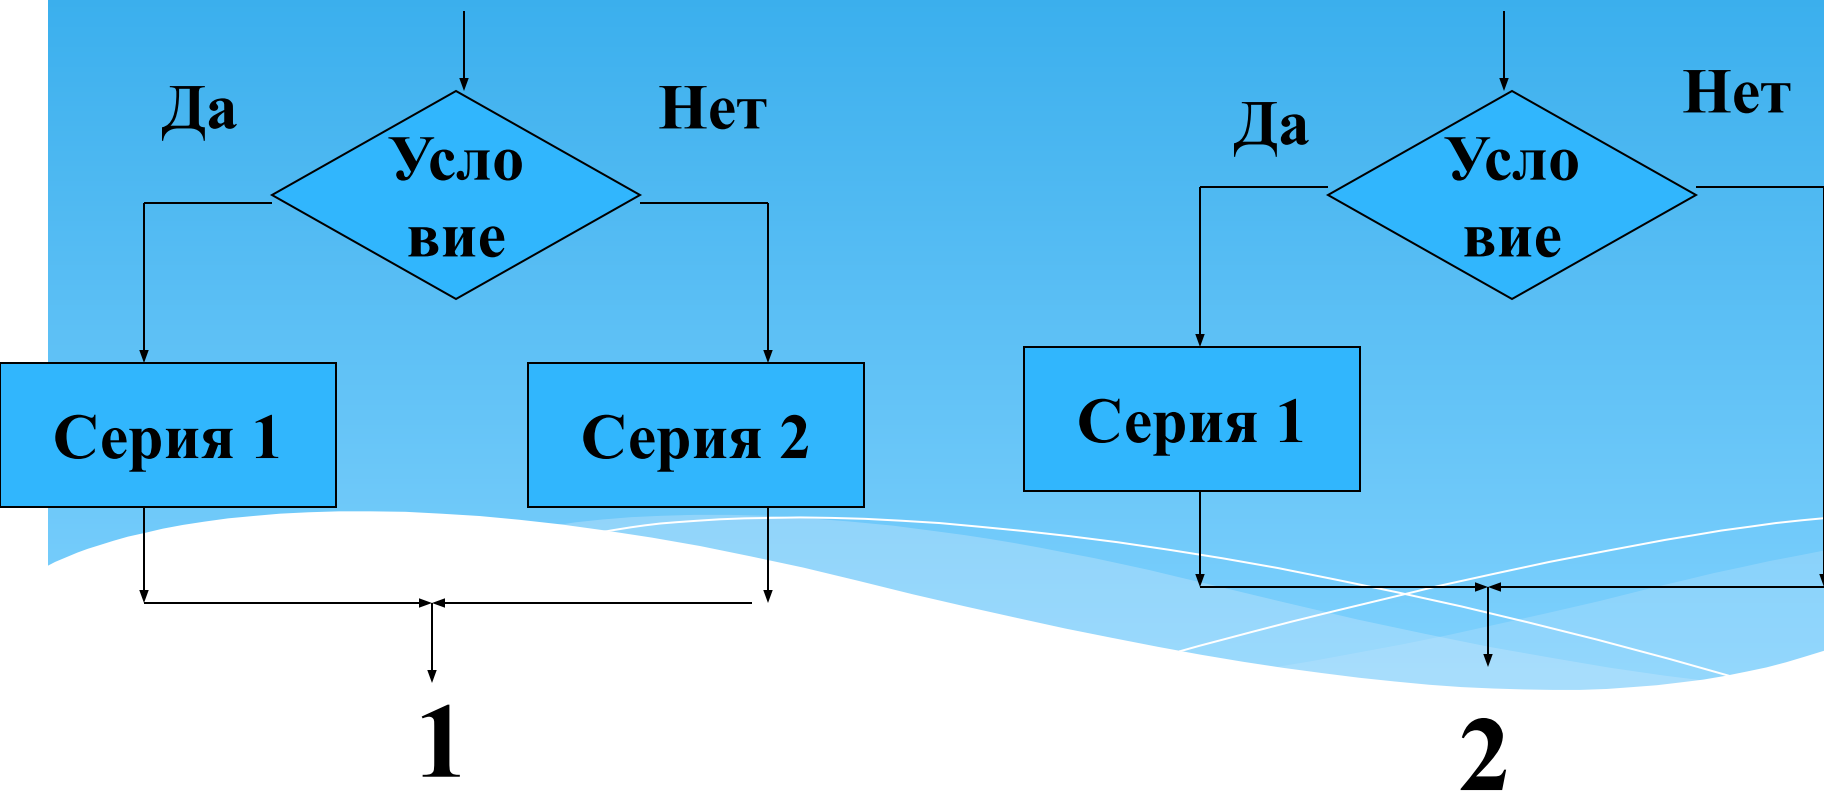 Да
Нет
Усло
вие
Серия 1
Серия 2
1
Да
Нет
Усло
вие
Серия 1
2